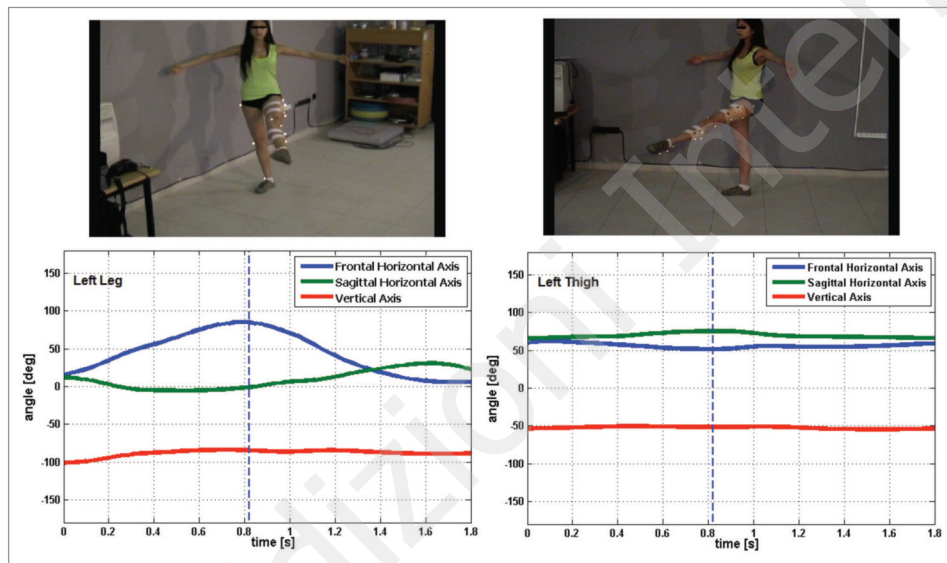 Edizioni Inter
Left Leg
Frontal Horizontal Axis
Sagittal Horizontal Axis
Vertical Axis
angle [deg]
150
100
50
0
-50
-100
-150
0 0.2 0.4 0.6 0.8 1 1.2 1.4 1.6 1.8
time [s]
Left Thigh
Frontal Horizontal Axis
Sagittal Horizontal Axis
Vertical Axis
angle [deg]
150
100
50
0
-50
-100
-150
0 0.2 0.4 0.6 0.8 1 1.2 1.4 1.6 1.8
time [s]